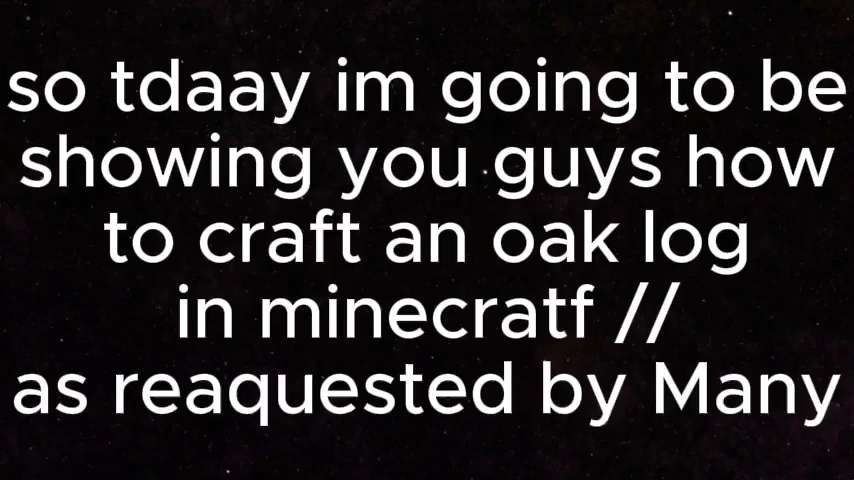 so tdaay im going to be
showing you guys how
to craft an oak log
in minecratf //
as reaquested by Many